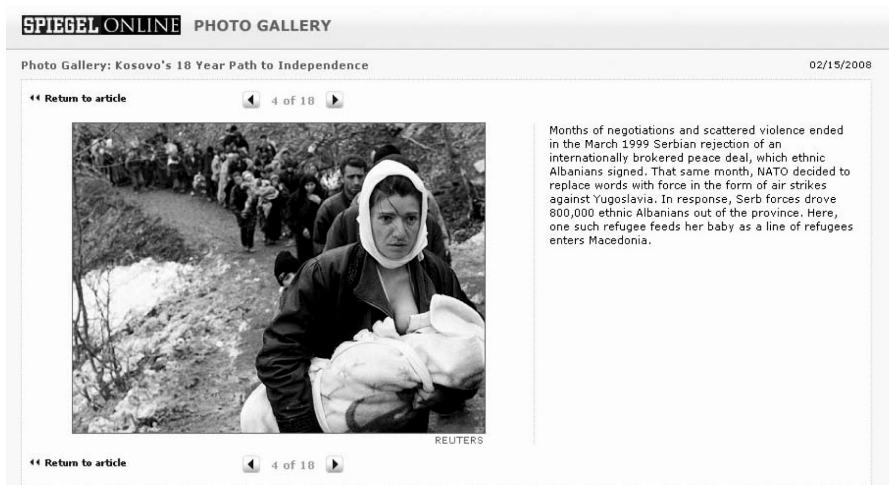 SPIEGEL ONLINE PHOTO GALLERY
Photo Gallery: Kosovo's 18 Year Path to Independence 02/15/2008
Return to article 4 of 18
Months of negotiations and scattered violence ended
in the March 1999 Serbian rejection of an
internationally brokered peace deal, which ethnic
Albanians signed. That same month, NATO decided to
replace words with force in the form of air strikes
against Yugoslavia. In response, Serb forces drove
800,000 ethnic Albanians out of the province. Here,
one such refugee feeds her baby as a line of refugees
enters Macedonia.
REUTERS
Return to article 4 of 18